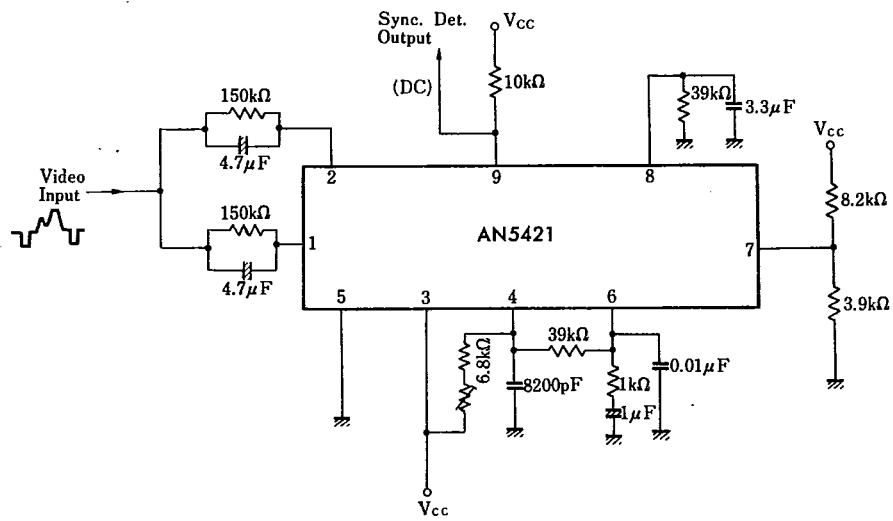 Sync. Det.
Output
(DC)
VCC
10kΩ
150kΩ
4.7μF
39kΩ
3.3μF
VCC
Video
Input
2
9
8
150kΩ
4.7μF
1
AN5421
7
8.2kΩ
3.9kΩ
5
3
4
6
6.8kΩ
39kΩ
8200pF
1kΩ
0.01μF
1μF
VCC